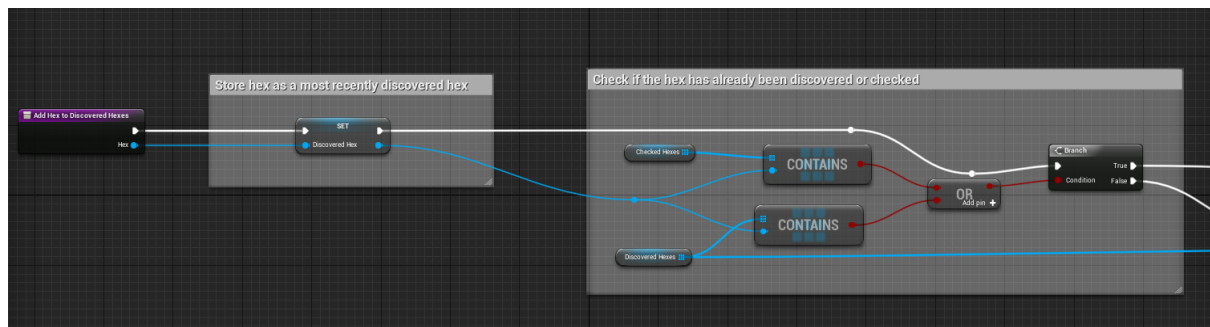 Store hex as a most recently discovered hex
Check if the hex has already been discovered or checked
Add Hex to Discovered Hexes
Hex
SET
Discovered Hex
Checked Hexes
CONTAINS
CONTAINS
Discovered Hexes
OR
Add pin +
Branch
True
Condition
False